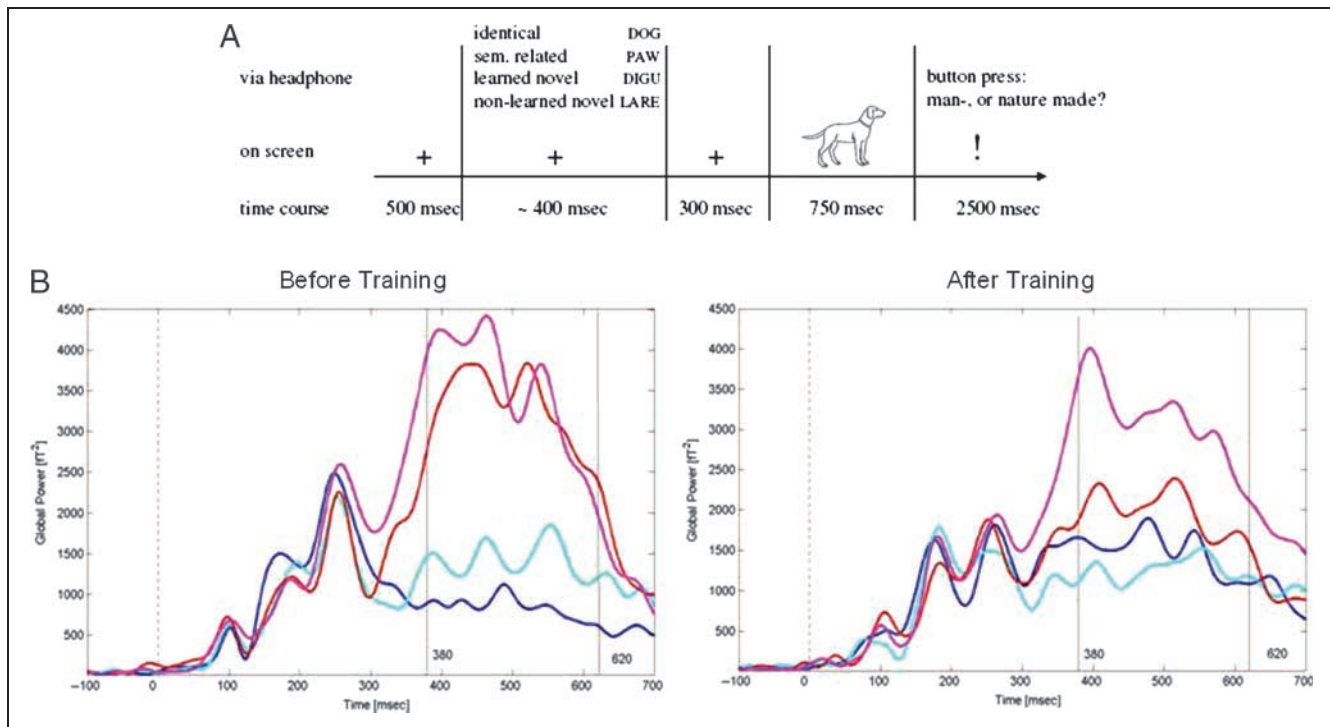 A
identical DOG
sem. related PAW
via headphone
learned novel DIGU
non-learned novel LARE
button press:
man-, or nature made?
on screen + + + !
time course 500 msec ~ 400 msec 300 msec 750 msec 2500 msec
B
Before Training
4500
4000
3500
3000
2500
2000
1500
1000
500
Global Power [fT²]
380
620
-100 0 100 200 300 400 500 600 700
Time [msec]
After Training
4500
4000
3500
3000
2500
2000
1500
1000
500
Global Power [fT²]
380
620
-100 0 100 200 300 400 500 600 700
Time [msec]